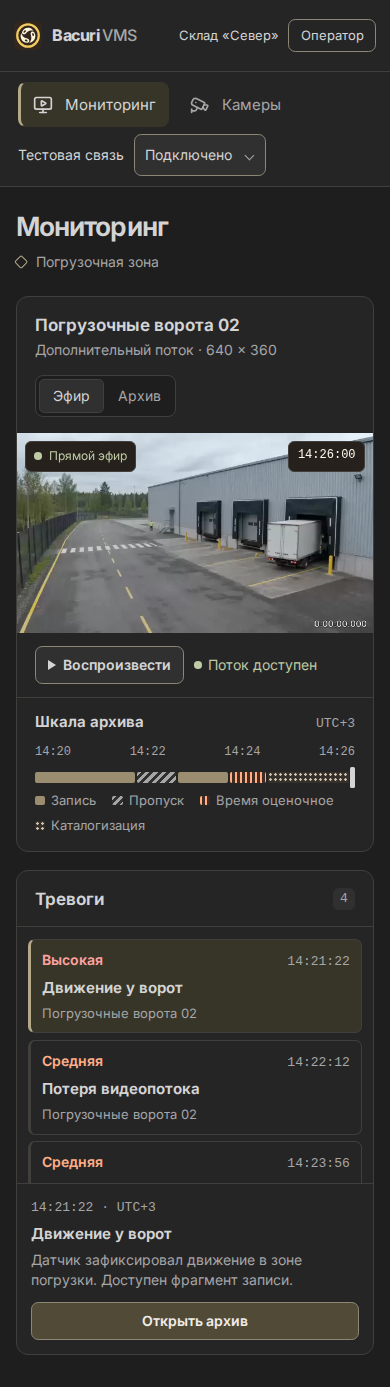 Bacuri VMS
Склад «Север»
Оператор
Мониторинг
Камеры
Тестовая связь
Подключено
Мониторинг
Погрузочная зона
Погрузочные ворота 02
Дополнительный поток · 640 × 360
Эфир
Архив
Прямой эфир
14:26:00
0:00:00.000
Воспроизвести
Поток доступен
Шкала архива
UTC+3
14:20
14:22
14:24
14:26
Запись
Пропуск
Время оценочное
Каталогизация
Тревоги
4
Высокая
14:21:22
Движение у ворот
Погрузочные ворота 02
Средняя
14:22:12
Потеря видеопотока
Погрузочные ворота 02
Средняя
14:23:56
14:21:22 · UTC+3
Движение у ворот
Датчик зафиксировал движение в зоне
погрузки. Доступен фрагмент записи.
Открыть архив